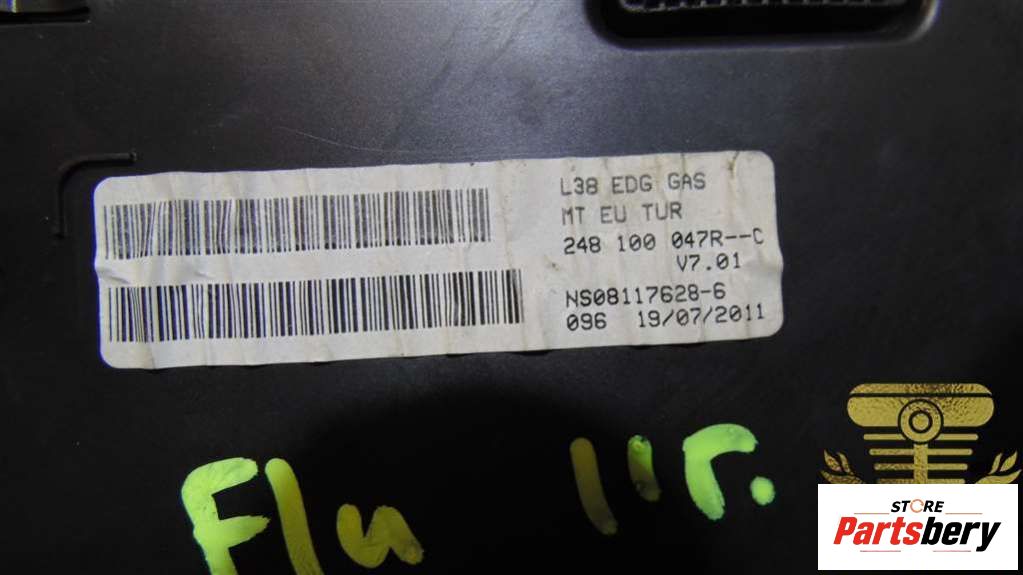 L38 EDG GAS
MT EU TUR
248 100 047R--C
V7.01
NS08117628-6
096 19/07/2011
Flu 11г.
STORE
Partsbery